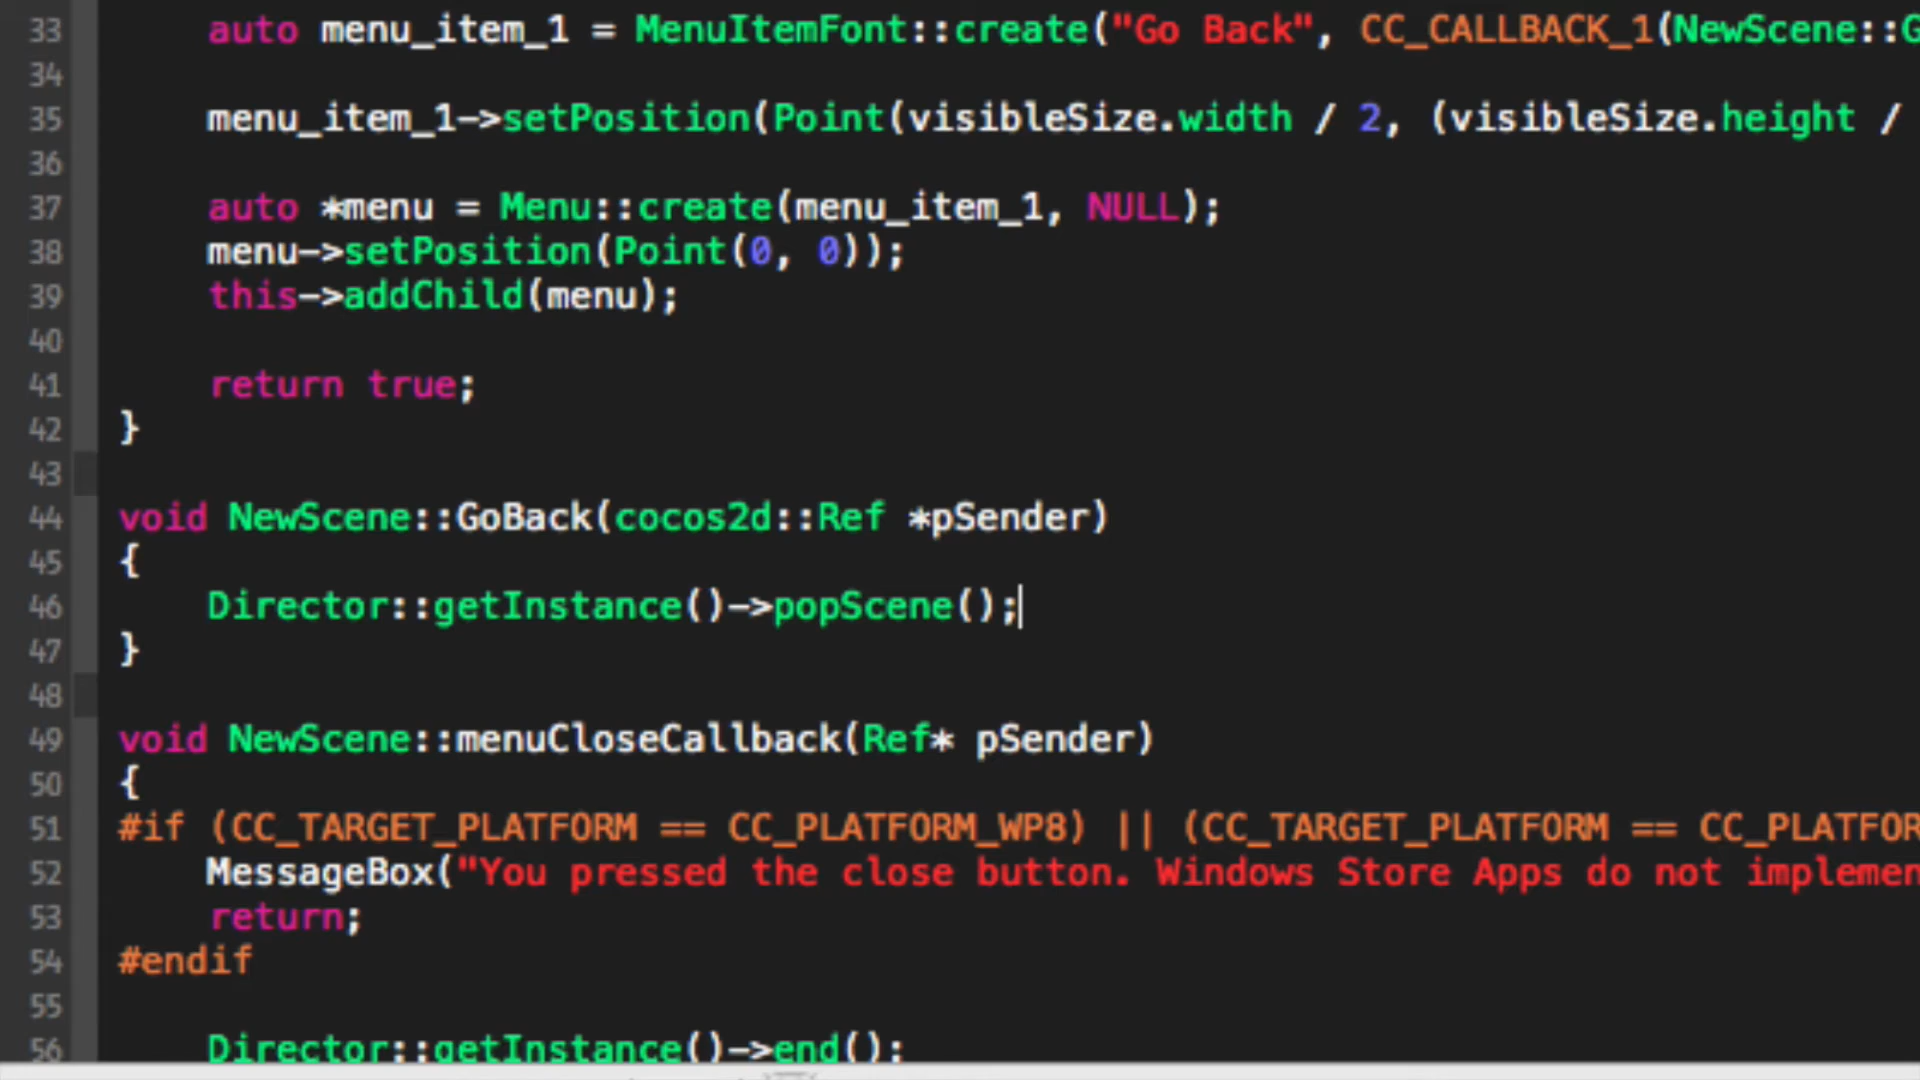 33 auto menu_item_1 = MenuItemFont::create("Go Back", CC_CALLBACK_1(NewScene::G
34
35 menu_item_1->setPosition(Point(visibleSize.width / 2, (visibleSize.height /
36
37 auto *menu = Menu::create(menu_item_1, NULL);
38 menu->setPosition(Point(0, 0));
39 this->addChild(menu);
40
41 return true;
42 }
43
44 void NewScene::GoBack(cocos2d::Ref *pSender)
45 {
46 Director::getInstance()->popScene();
47 }
48
49 void NewScene::menuCloseCallback(Ref* pSender)
50 {
51 #if (CC_TARGET_PLATFORM == CC_PLATFORM_WP8) || (CC_TARGET_PLATFORM == CC_PLATFOR
52 MessageBox("You pressed the close button. Windows Store Apps do not implemen
53 return;
54 #endif
55
56 Director::getInstance()->end();